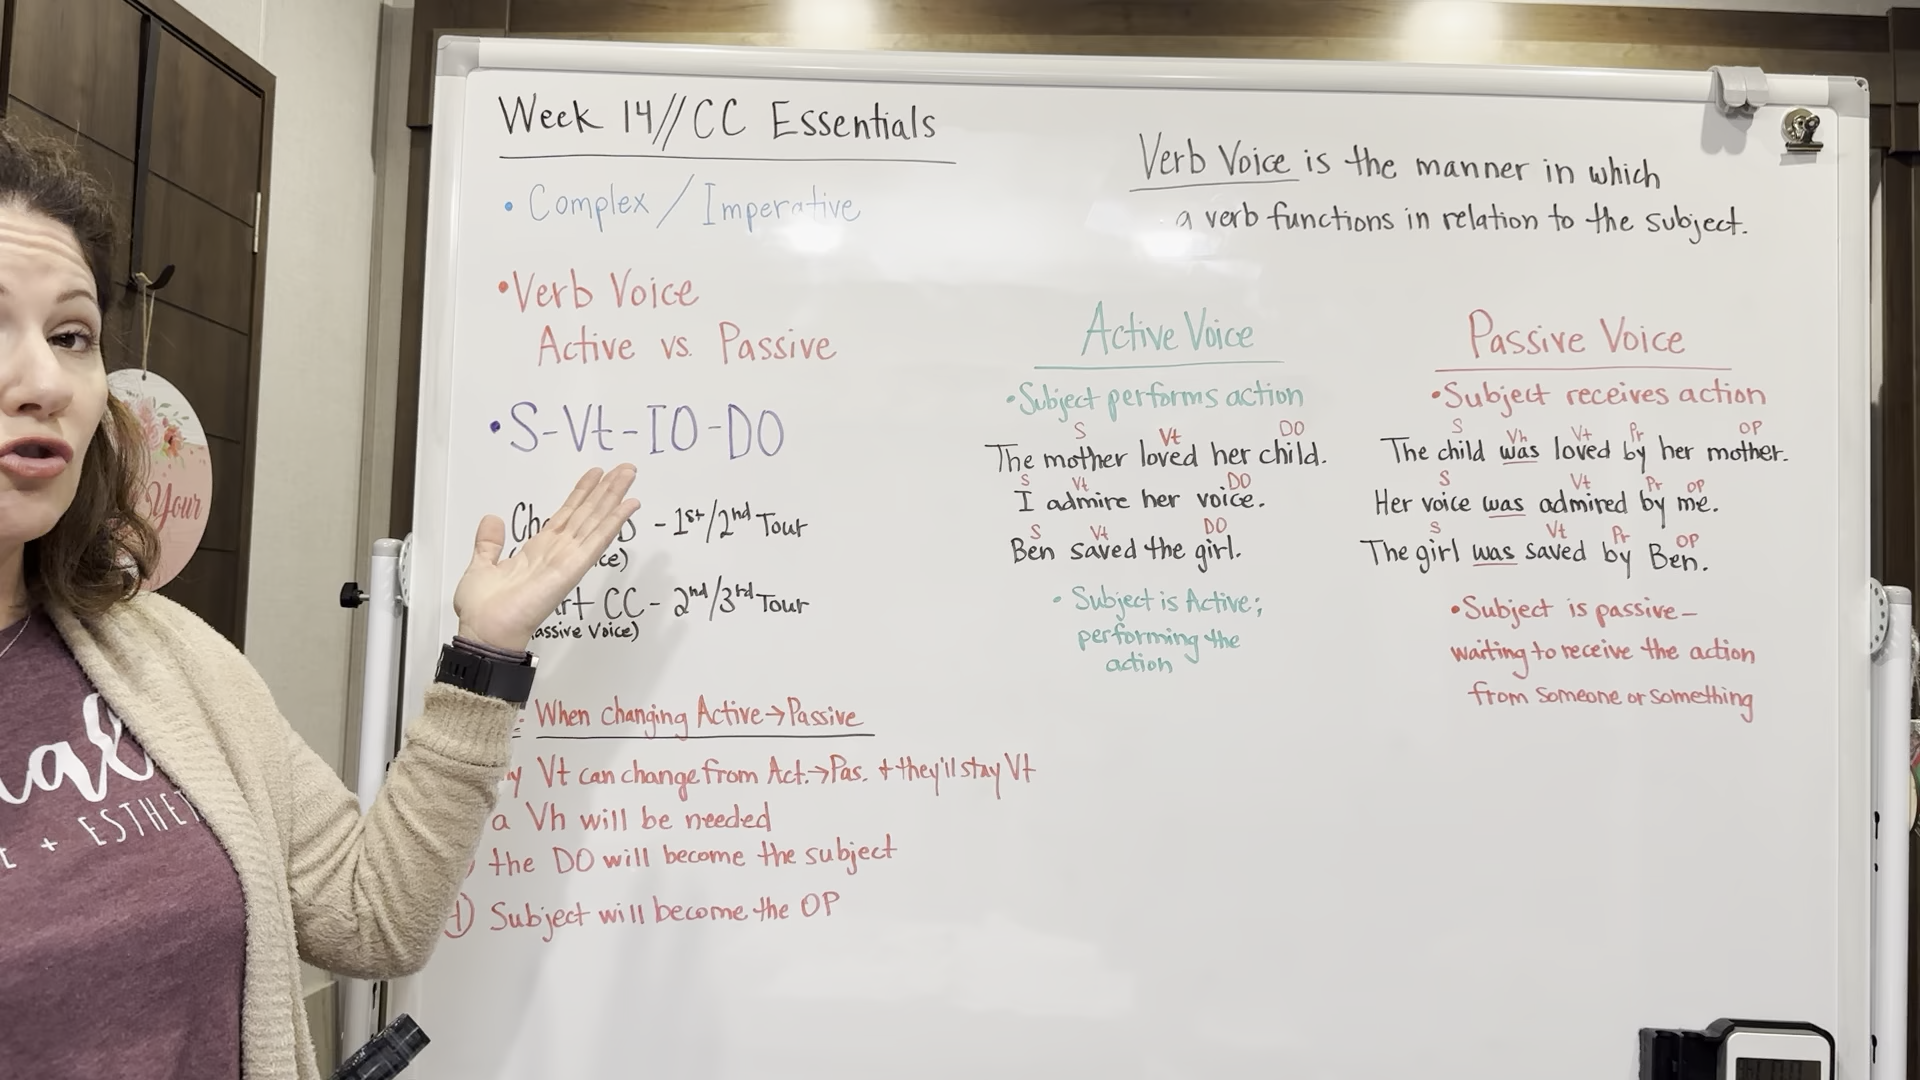 Week 14//CC Essentials
• Complex / Imperative
• Verb Voice
Active vs. Passive
• S-Vt-IO-DO
- 1st/2nd Tour
CC - 2nd/3rd Tour
assive Voice)
When changing Active→Passive
Vt can change from Act.→Pas. + they'll stay Vt
a Vh will be needed
the DO will become the subject
Subject will become the OP
Verb Voice is the manner in which
a verb functions in relation to the subject.
Active Voice
• Subject performs action
S Vt DO
The mother loved her child.
S Vt DO
I admire her voice.
S Vt DO
Ben saved the girl.
• Subject is Active;
performing the
action
Passive Voice
• Subject receives action
S Vh Vt Pr OP
The child was loved by her mother.
S Vt Pr OP
Her voice was admired by me.
S Vt Pr OP
The girl was saved by Ben.
• Subject is passive-
waiting to receive the action
from someone or something
Your
+ ESTHET